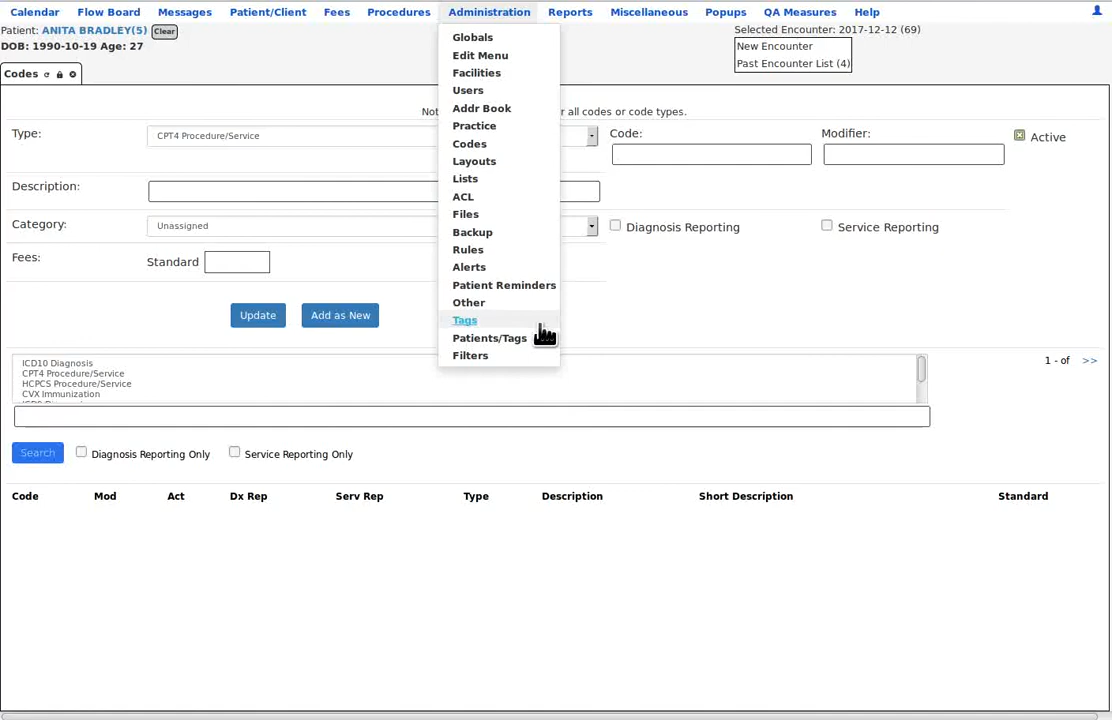 Calendar Flow Board Messages Patient/Client Fees Procedures Administration Reports Miscellaneous Popups QA Measures Help
Patient: ANITA BRADLEY(5) Clear
DOB: 1990-10-19 Age: 27
Selected Encounter: 2017-12-12 (69)
New Encounter
Past Encounter List (4)
Codes
Globals
Edit Menu
Facilities
Users
Addr Book
Practice
Codes
Layouts
Lists
ACL
Files
Backup
Rules
Alerts
Patient Reminders
Other
Tags
Patients/Tags
Filters
all codes or code types.
Type: CPT4 Procedure/Service Code: Modifier: Active
Description:
Category: Unassigned Diagnosis Reporting Service Reporting
Fees: Standard
Update Add as New
ICD10 Diagnosis
CPT4 Procedure/Service
HCPCS Procedure/Service
CVX Immunization
1 - of >>
Search Diagnosis Reporting Only Service Reporting Only
Code Mod Act Dx Rep Serv Rep Type Description Short Description Standard